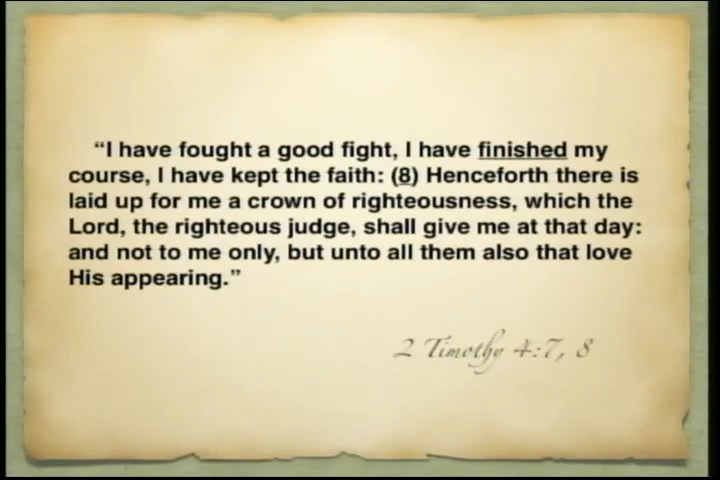 “I have fought a good fight, I have finished my
course, I have kept the faith: (8) Henceforth there is
laid up for me a crown of righteousness, which the
Lord, the righteous judge, shall give me at that day:
and not to me only, but unto all them also that love
His appearing.”
2 Timothy 4:7, 8